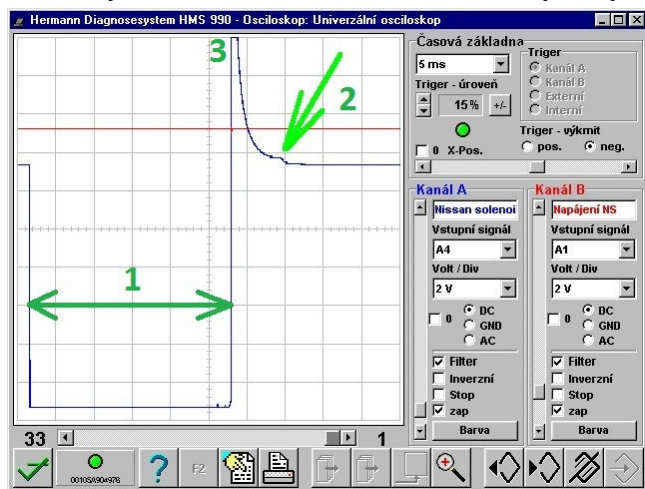 Hermann Diagnosesystem HMS 990 - Osciloskop: Univerzální osciloskop
3
2
1
33
1
Časová základna
5 ms
Triger
Kanál A
Kanál B
Externí
Interní
Triger - úroveň
15 %
+/-
Triger - výkmit
0 X-Pos.
pos.
neg.
Kanál A
Nissan solenoi
Vstupní signál
A4
Volt / Div
2 V
0
DC
GND
AC
Filter
Inverzní
Stop
zap
Barva
Kanál B
Napájení NS
Vstupní signál
A1
Volt / Div
2 V
0
DC
GND
AC
Filter
Inverzní
Stop
zap
Barva
?
F2